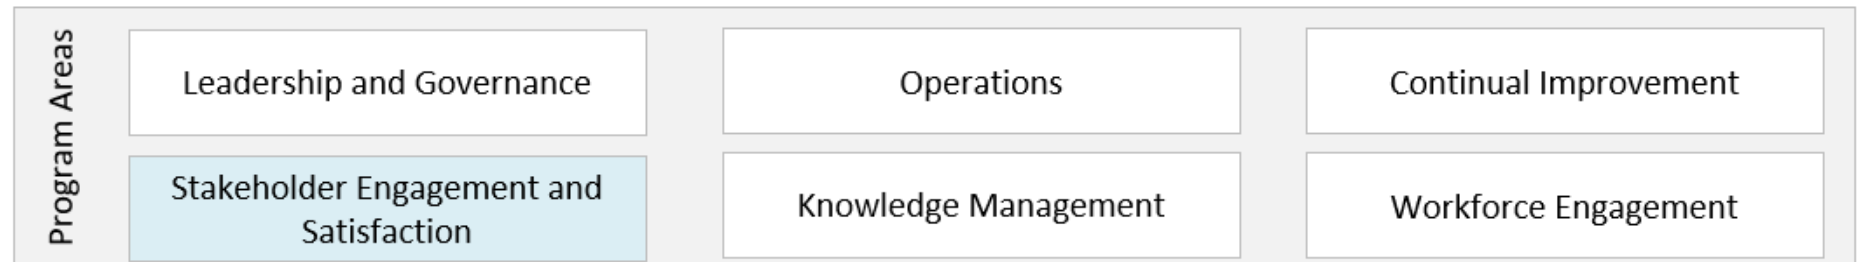 Program Areas
Leadership and Governance
Operations
Continual Improvement
Stakeholder Engagement and
Satisfaction
Knowledge Management
Workforce Engagement